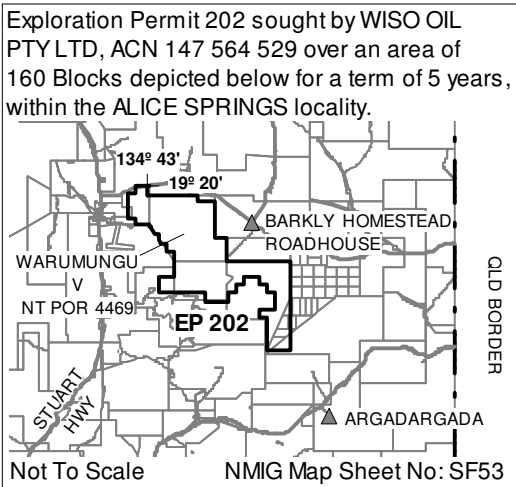 Exploration Permit 202 sought by WISO OIL
PTY LTD, ACN 147 564 529 over an area of
160 Blocks depicted below for a term of 5 years,
within the ALICE SPRINGS locality.
134º 43'
19º 20'
BARKLY HOMESTEAD
ROADHOUSE
WARUMUNGU
V
NT POR 4469
EP 202
QLD BORDER
STUART
HWY
ARGADARGADA
Not To Scale
NMIG Map Sheet No: SF53